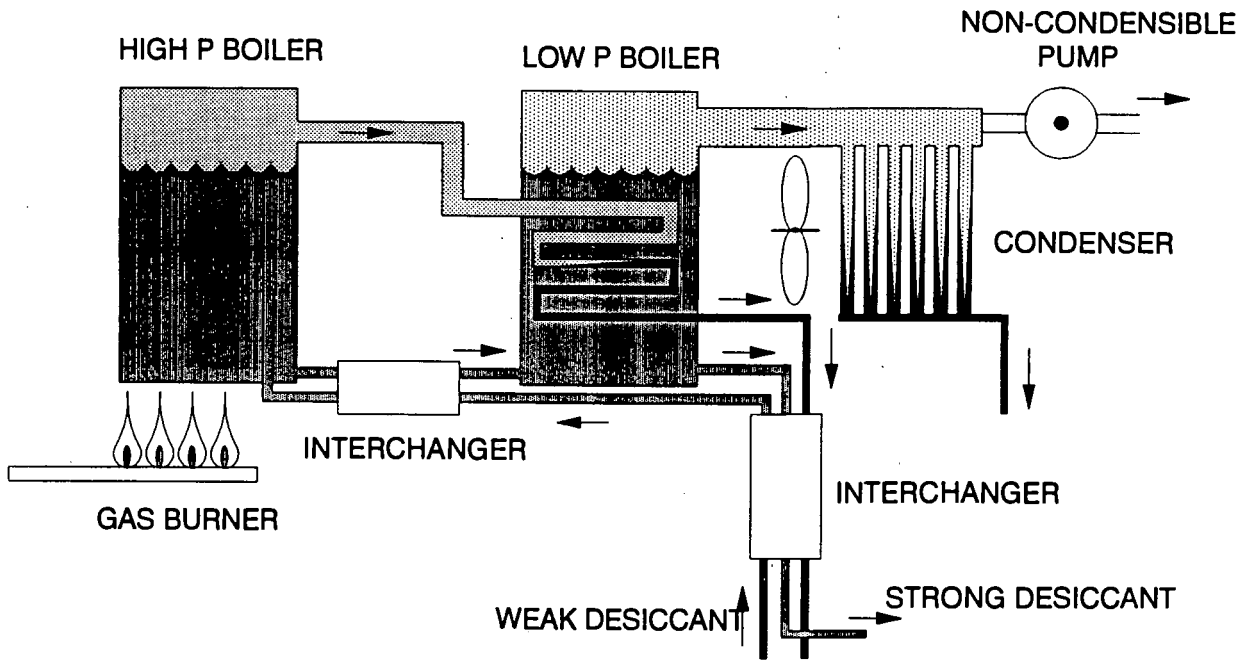 HIGH P BOILER
LOW P BOILER
NON-CONDENSIBLE
PUMP
CONDENSER
INTERCHANGER
GAS BURNER
INTERCHANGER
WEAK DESICCANT
STRONG DESICCANT